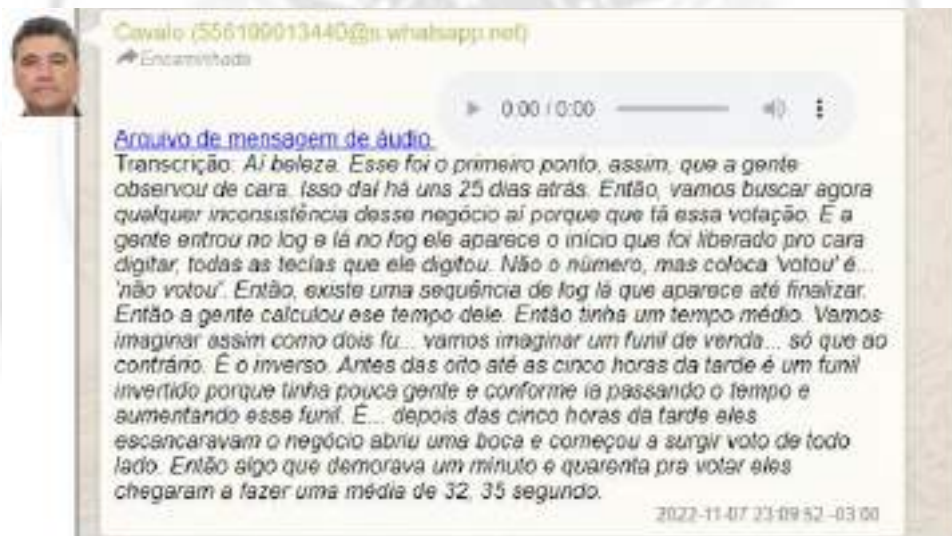 Cavalo (556199013440@s.whatsapp.net)
Encaminhada
0:00 / 0:00
Arquivo de mensagem de áudio.
Transcrição. Aí beleza. Esse foi o primeiro ponto, assim, que a gente
observou de cara. Isso daí há uns 25 dias atrás. Então, vamos buscar agora
qualquer inconsistência desse negócio aí porque que tá essa votação. E a
gente entrou no log e lá no log ele aparece o início que foi liberado pro cara
digitar, todas as teclas que ele digitou. Não o número, mas coloca 'votou' é...
'não votou'. Então, existe uma sequência de log lá que aparece até finalizar.
Então a gente calculou ese tempo dele. Então tinha um tempo médio. Vamos
imaginar assim como dois fu... vamos imaginar um funil de venda... só que ao
contrário. É o inverso. Antes das oito até as cinco horas da tarde é um funil
invertido porque tinha pouca gente e conforme ia passando o tempo e
aumentando esse funil. É... depois das cinco horas da tarde eles
escancaravam o negócio abriu uma boca e começou a surgir voto de todo
lado. Então algo que demorava um minuto e quarenta pra votar eles
chegaram a fazer uma média de 32, 35 segundo.
2022-11-07 23:09:52 -03:00